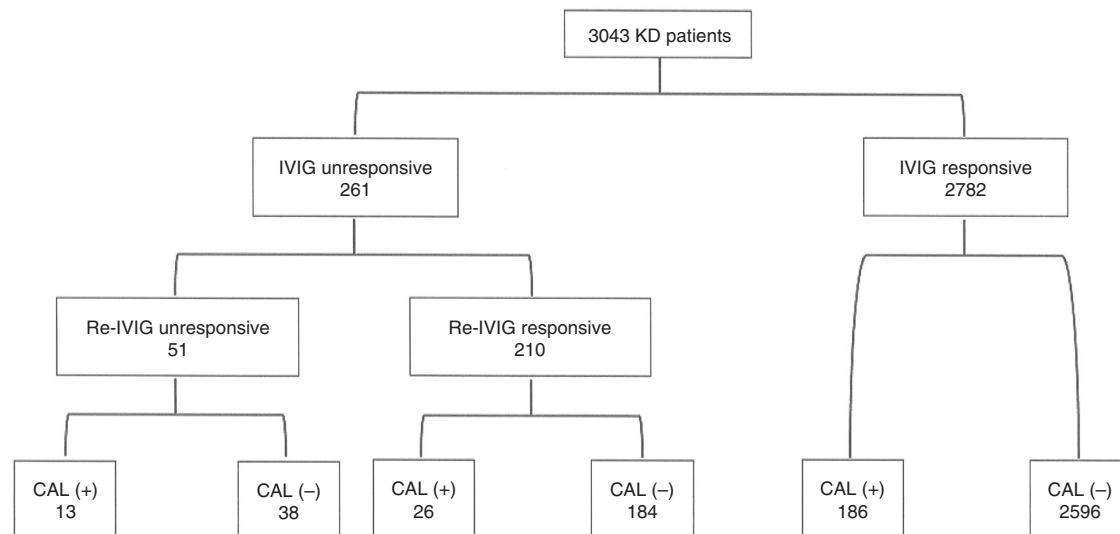 3043 KD patients
IVIG unresponsive
261
IVIG responsive
2782
Re-IVIG unresponsive
51
Re-IVIG responsive
210
CAL (+)
13
CAL (–)
38
CAL (+)
26
CAL (–)
184
CAL (+)
186
CAL (–)
2596